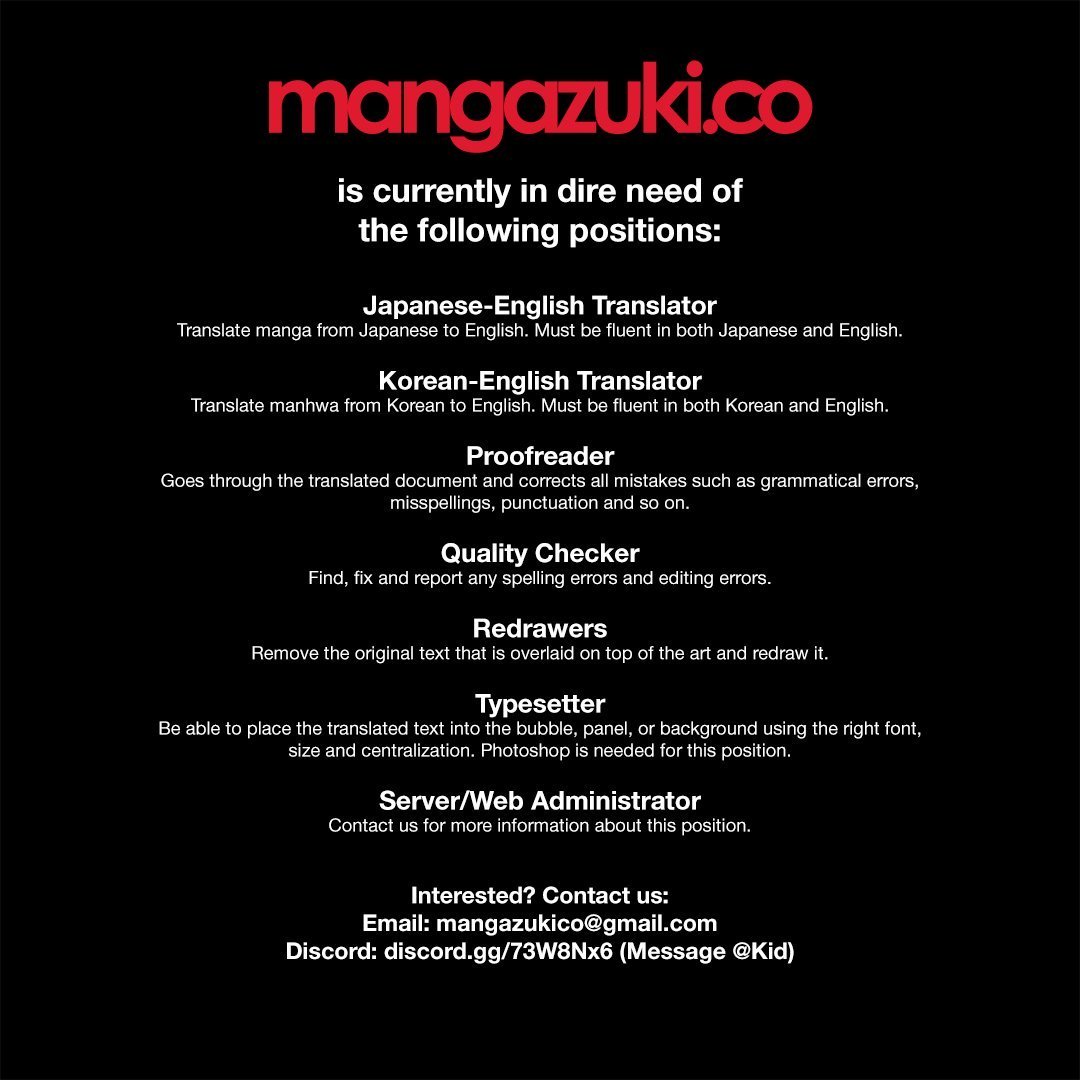 mangazuki.co
is currently in dire need of
the following positions:
Japanese-English Translator
Translate manga from Japanese to English. Must be fluent in both Japanese and English.
Korean-English Translator
Translate manhwa from Korean to English. Must be fluent in both Korean and English.
Proofreader
Goes through the translated document and corrects all mistakes such as grammatical errors,
misspellings, punctuation and so on.
Quality Checker
Find, fix and report any spelling errors and editing errors.
Redrawers
Remove the original text that is overlaid on top of the art and redraw it.
Typesetter
Be able to place the translated text into the bubble, panel, or background using the right font,
size and centralization. Photoshop is needed for this position.
Server/Web Administrator
Contact us for more information about this position.
Interested? Contact us:
Email: mangazukico@gmail.com
Discord: discord.gg/73W8Nx6 (Message @Kid)